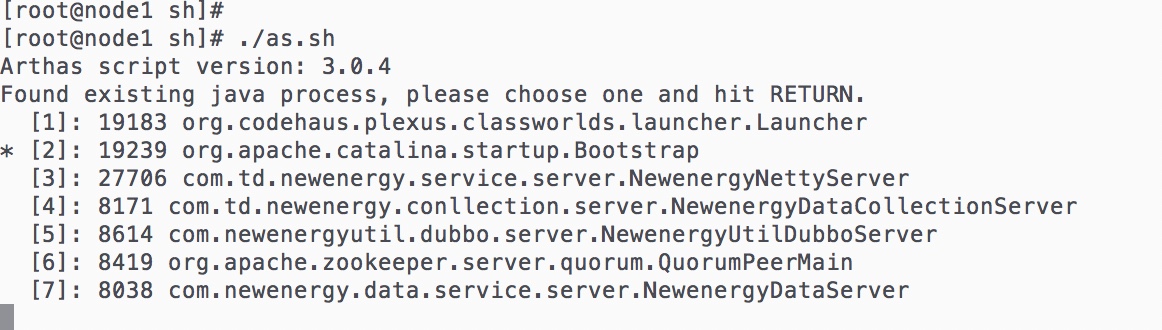 [root@node1 sh]#
[root@node1 sh]# ./as.sh
Arthas script version: 3.0.4
Found existing java process, please choose one and hit RETURN.
  [1]: 19183 org.codehaus.plexus.classworlds.launcher.Launcher
* [2]: 19239 org.apache.catalina.startup.Bootstrap
  [3]: 27706 com.td.newenergy.service.server.NewenergyNettyServer
  [4]: 8171 com.td.newenergy.conllection.server.NewenergyDataCollectionServer
  [5]: 8614 com.newenergyutil.dubbo.server.NewenergyUtilDubboServer
  [6]: 8419 org.apache.zookeeper.server.quorum.QuorumPeerMain
  [7]: 8038 com.newenergy.data.service.server.NewenergyDataServer